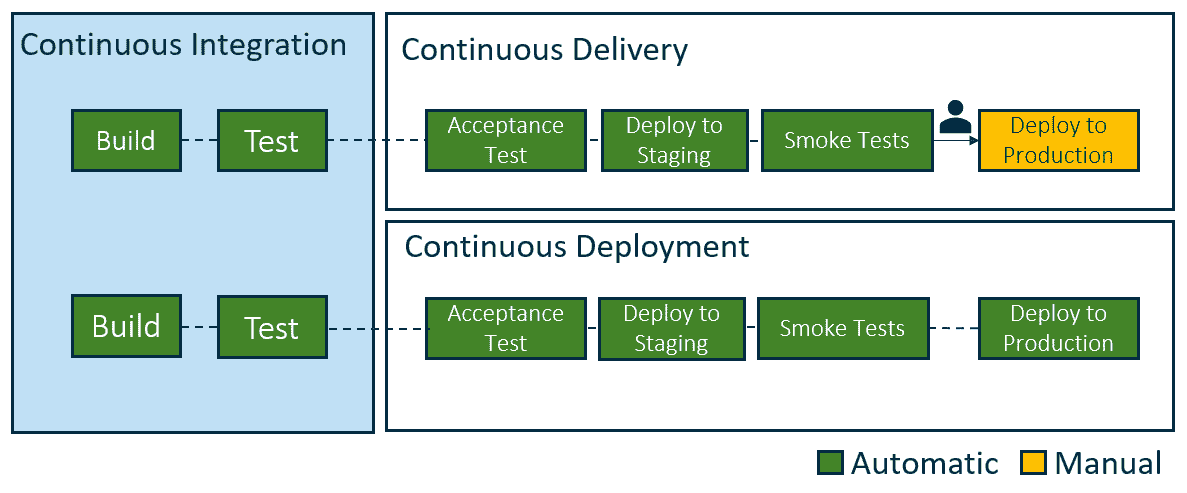 Continuous Integration
Build
Test
Continuous Delivery
Acceptance
Test
Deploy to
Staging
Smoke Tests
Deploy to
Production
Build
Test
Continuous Deployment
Acceptance
Test
Deploy to
Staging
Smoke Tests
Deploy to
Production
Automatic
Manual